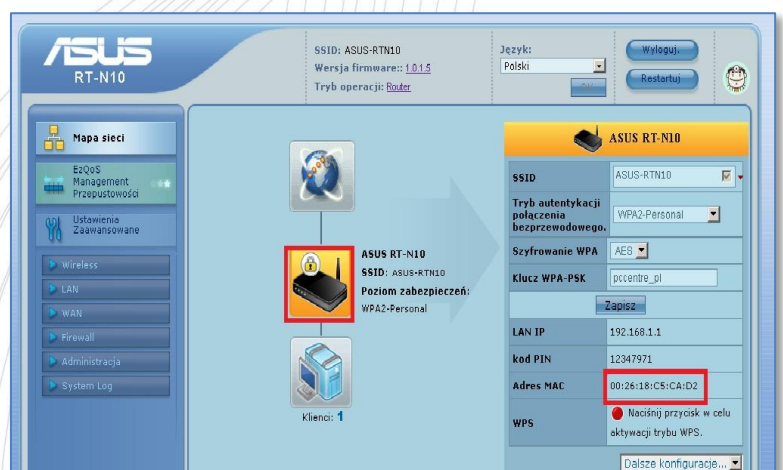 ASUS
RT-N10
SSID: ASUS-RTN10
Wersja firmware:: 1.0.1.5
Tryb operacji: Router
Język:
Polski
Wyloguj.
Restartuj
Mapa sieci
EzQoS
Management
Przepustowości
Ustawienia
Zaawansowane
Wireless
LAN
WAN
Firewall
Administracja
System Log
ASUS RT-N10
SSID: ASUS-RTN10
Poziom zabezpieczeń:
WPA2-Personal
Klienci: 1
ASUS RT-N10
SSID ASUS-RTN10
Tryb autentykacji
połączenia
bezprzewodowego.
WPA2-Personal
Szyfrowanie WPA AES
Klucz WPA-PSK pccentre_pl
Zapisz
LAN IP 192.168.1.1
kod PIN 12347971
Adres MAC 00:26:18:C5:CA:D2
WPS
Naciśnij przycisk w celu
aktywacji trybu WPS.
Dalsze konfiguracje...